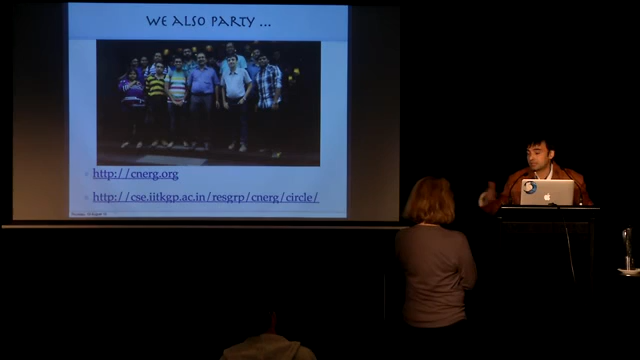 We also party ...
http://cnerg.org
http://cse.iitkgp.ac.in/resgrp/cnerg/circle/